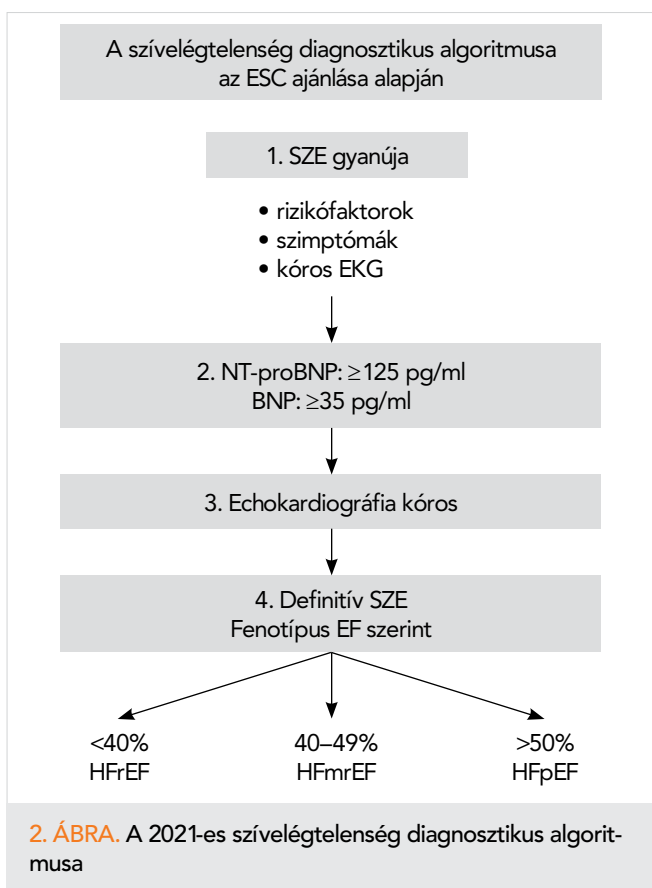 A szívelégtelenség diagnosztikus algoritmusa
az ESC ajánlása alapján
1. SZE gyanúja
• rizikófaktorok
• szimptómák
• kóros EKG
2. NT-proBNP: ≥125 pg/ml
BNP: ≥35 pg/ml
3. Echokardiográfia kóros
4. Definitív SZE
Fenotípus EF szerint
<40%
HFrEF
40–49%
HFmrEF
>50%
HFpEF
2. ÁBRA. A 2021-es szívelégtelenség diagnosztikus algorit-
musa